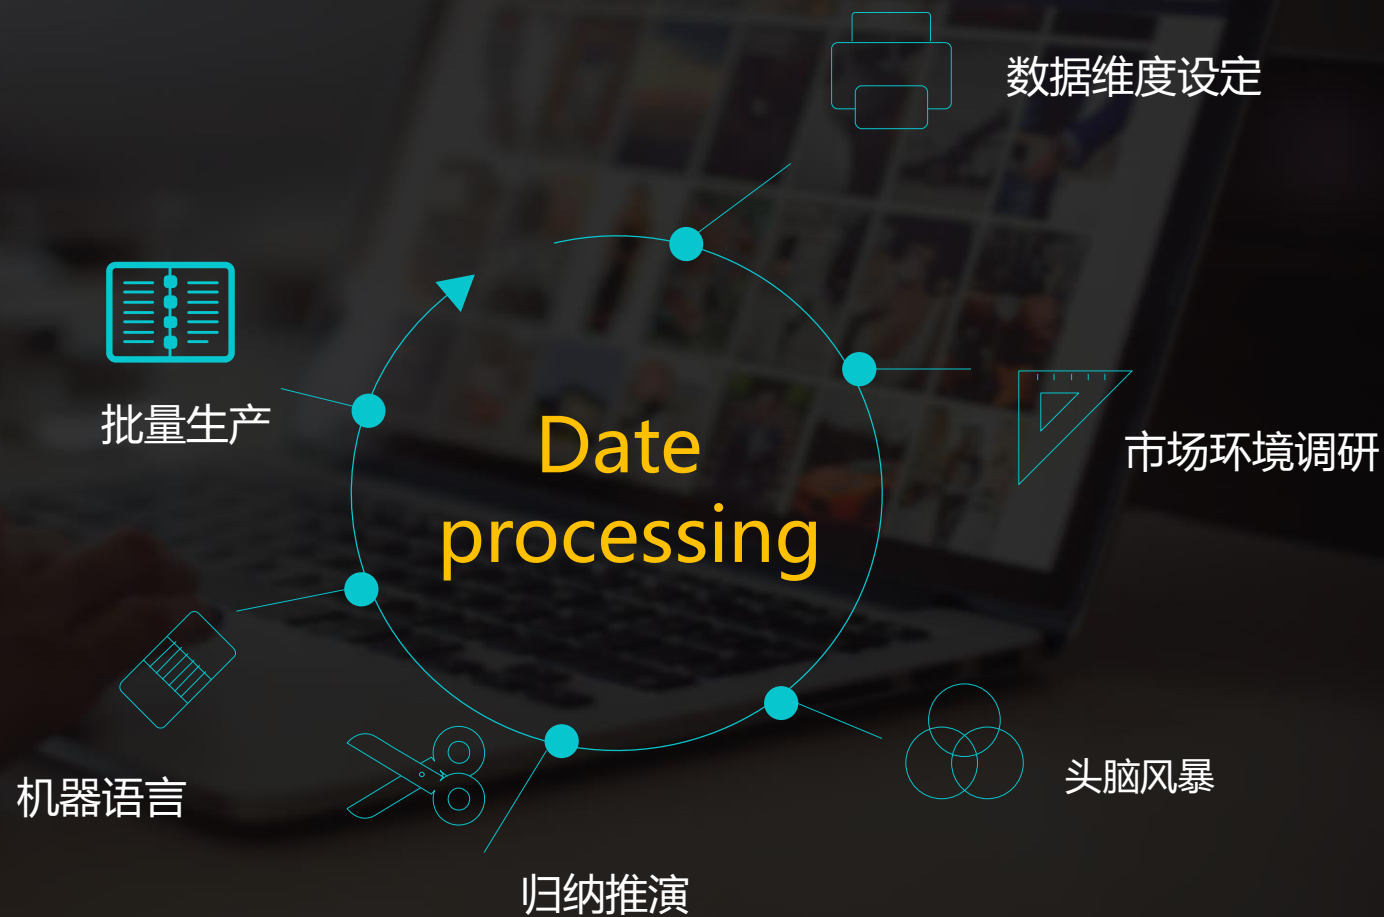 数据维度设定
市场环境调研
头脑风暴
归纳推演
机器语言
批量生产
Date
processing